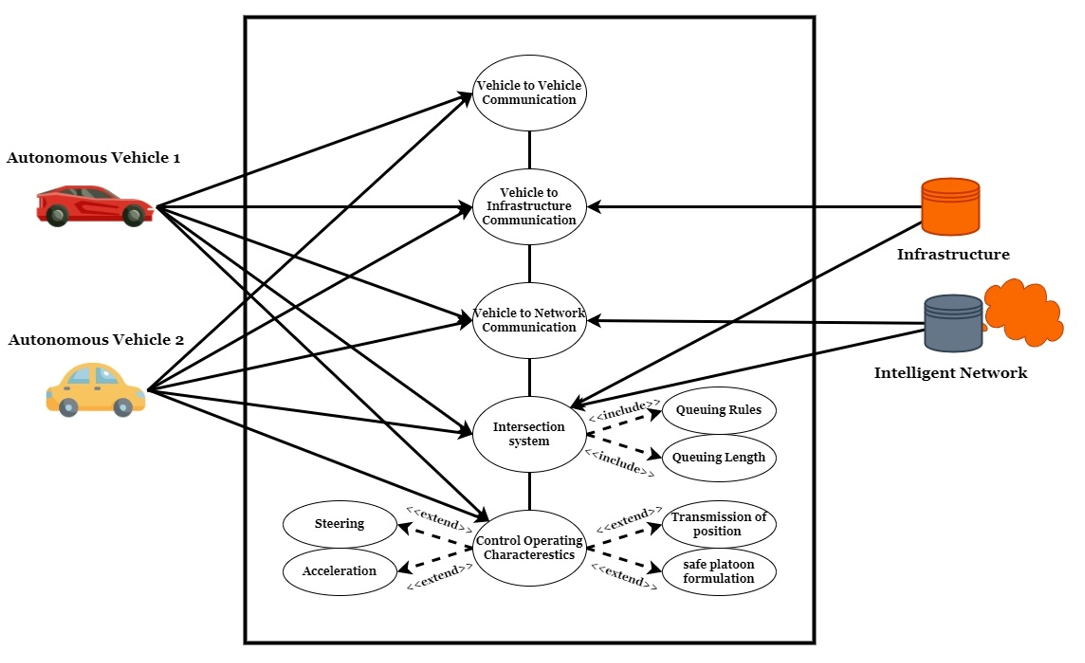 Vehicle to Vehicle
Communication
Autonomous Vehicle 1
Vehicle to
Infrastructure
Communication
Infrastructure
Vehicle to Network
Communication
Autonomous Vehicle 2
Intelligent Network
Intersection
system
<<include>>
Queuing Rules
<<include>>
Queuing Length
Control Operating
Characterestics
<<extend>>
Steering
<<extend>>
Acceleration
<<extend>>
Transmission of
position
<<extend>>
safe platoon
formulation